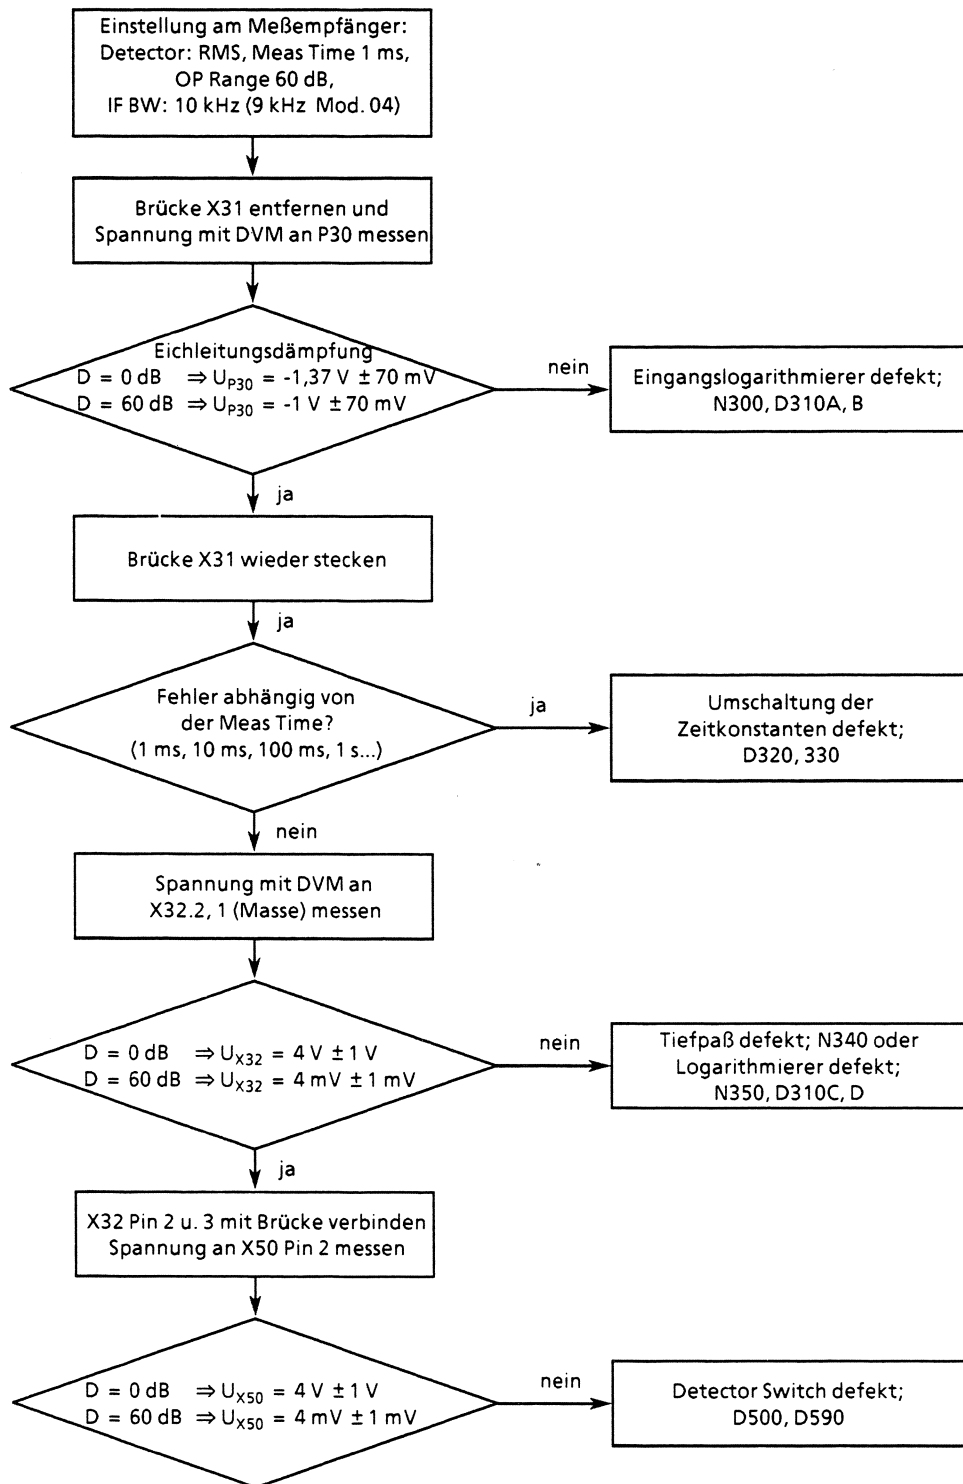 Einstellung am Meßempfänger:
Detector: RMS, Meas Time 1 ms,
OP Range 60 dB,
IF BW: 10 kHz (9 kHz Mod. 04)
Brücke X31 entfernen und
Spannung mit DVM an P30 messen
Eichleitungsdämpfung
D = 0 dB ⇒ UP30 = -1,37 V ± 70 mV
D = 60 dB ⇒ UP30 = -1 V ± 70 mV
nein
Eingangslogarithmierer defekt;
N300, D310A, B
ja
Brücke X31 wieder stecken
ja
Fehler abhängig von
der Meas Time?
(1 ms, 10 ms, 100 ms, 1 s...)
ja
Umschaltung der
Zeitkonstanten defekt;
D320, 330
nein
Spannung mit DVM an
X32.2, 1 (Masse) messen
D = 0 dB ⇒ UX32 = 4 V ± 1 V
D = 60 dB ⇒ UX32 = 4 mV ± 1 mV
nein
Tiefpaß defekt; N340 oder
Logarithmierer defekt;
N350, D310C, D
ja
X32 Pin 2 u. 3 mit Brücke verbinden
Spannung an X50 Pin 2 messen
D = 0 dB ⇒ UX50 = 4 V ± 1 V
D = 60 dB ⇒ UX50 = 4 mV ± 1 mV
nein
Detector Switch defekt;
D500, D590